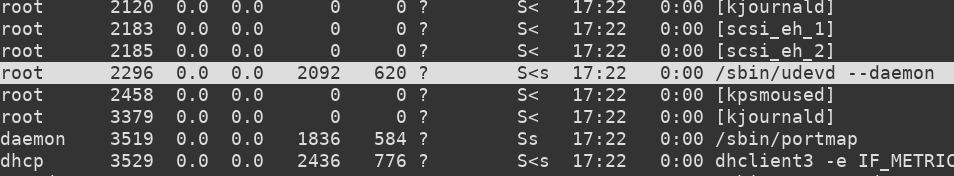 root 2120 0.0 0.0 0 0 ? S< 17:22 0:00 [kjournald]
root 2183 0.0 0.0 0 0 ? S< 17:22 0:00 [scsi_eh_1]
root 2185 0.0 0.0 0 0 ? S< 17:22 0:00 [scsi_eh_2]
root 2296 0.0 0.0 2092 620 ? S<s 17:22 0:00 /sbin/udevd --daemon
root 2458 0.0 0.0 0 0 ? S< 17:22 0:00 [kpsmoused]
root 3379 0.0 0.0 0 0 ? S< 17:22 0:00 [kjournald]
daemon 3519 0.0 0.0 1836 584 ? Ss 17:22 0:00 /sbin/portmap
dhcp 3529 0.0 0.0 2436 776 ? S<s 17:22 0:00 dhclient3 -e IF_METRIC